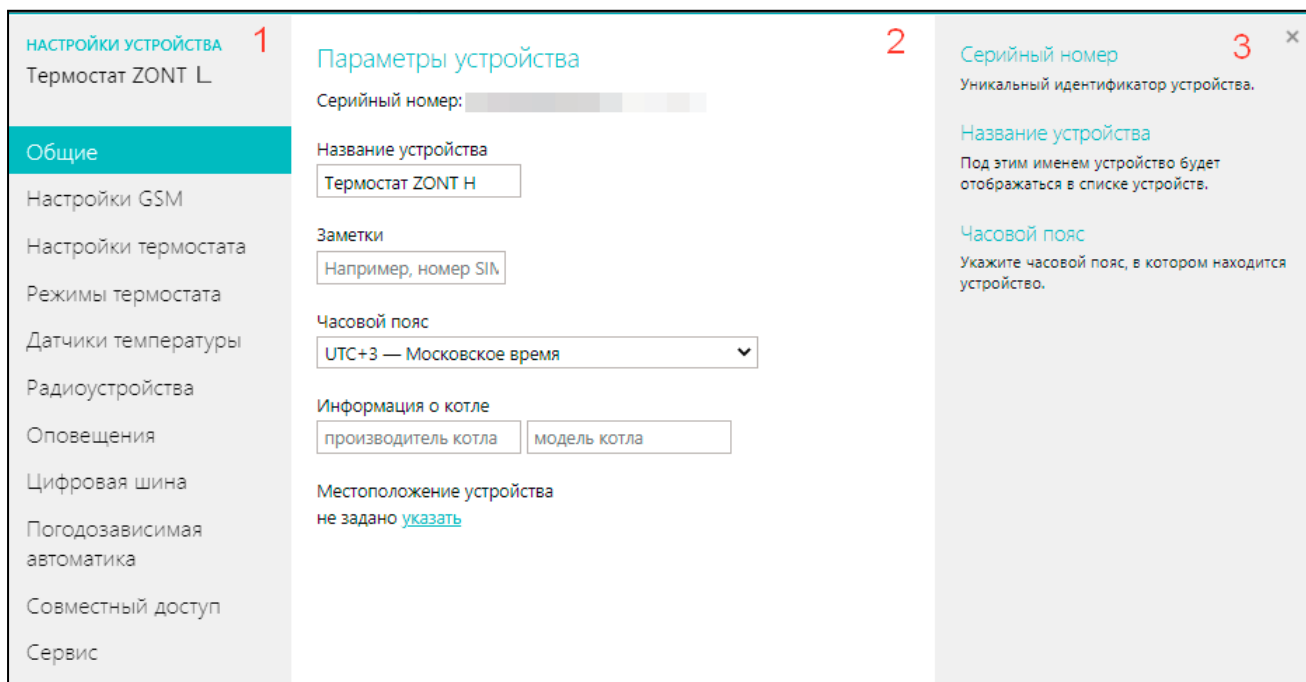 НАСТРОЙКИ УСТРОЙСТВА
1
Термостат ZONT L
Общие
Настройки GSM
Настройки термостата
Режимы термостата
Датчики температуры
Радиоустройства
Оповещения
Цифровая шина
Погодозависимая
автоматика
Совместный доступ
Сервис
2
Параметры устройства
Серийный номер:
Название устройства
Термостат ZONT H
Заметки
Например, номер SIM
Часовой пояс
UTC+3 — Московское время
Информация о котле
производитель котла
модель котла
Местоположение устройства
не задано указать
3
×
Серийный номер
Уникальный идентификатор устройства.
Название устройства
Под этим именем устройство будет
отображаться в списке устройств.
Часовой пояс
Укажите часовой пояс, в котором находится
устройство.